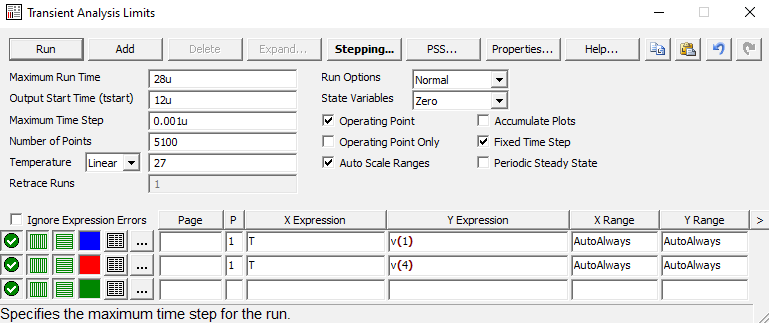 Transient Analysis Limits
Run Add Delete Expand... Stepping... PSS... Properties... Help...
Maximum Run Time 28u Run Options Normal
Output Start Time (tstart) 12u State Variables Zero
Maximum Time Step 0.001u Operating Point Accumulate Plots
Number of Points 5100 Operating Point Only Fixed Time Step
Temperature Linear 27 Auto Scale Ranges Periodic Steady State
Retrace Runs 1
Ignore Expression Errors Page P X Expression Y Expression X Range Y Range >
... 1 T v(1) AutoAlways AutoAlways
... 1 T v(4) AutoAlways AutoAlways
...
Specifies the maximum time step for the run.